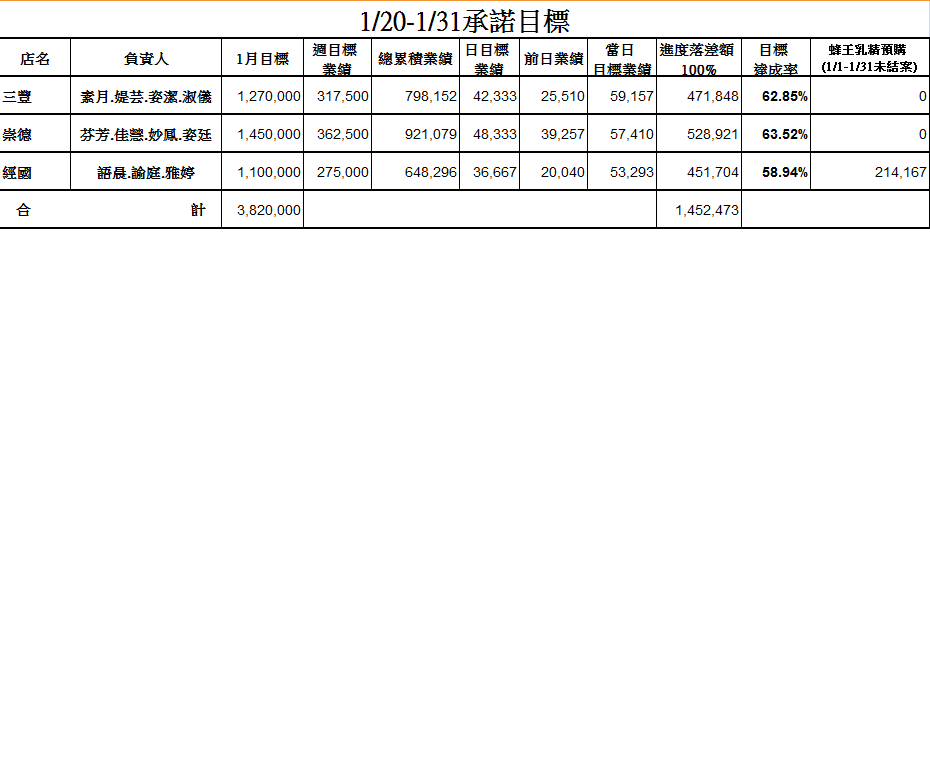 1/20-1/31承諾目標
店名 負責人 1月目標 週目標業績 總累積業績 日目標業績 前日業績 當日目標業績 進度落差額100% 目標達成率 蜂王乳精預購(1/1-1/31未結案)
三豐 素月.媞芸.姿潔.淑儀 1,270,000 317,500 798,152 42,333 25,510 59,157 471,848 62.85% 0
崇德 芬芳.佳慧.妙鳳.姿廷 1,450,000 362,500 921,079 48,333 39,257 57,410 528,921 63.52% 0
經國 語晨.諭庭.雅婷 1,100,000 275,000 648,296 36,667 20,040 53,293 451,704 58.94% 214,167
合 計 3,820,000 1,452,473